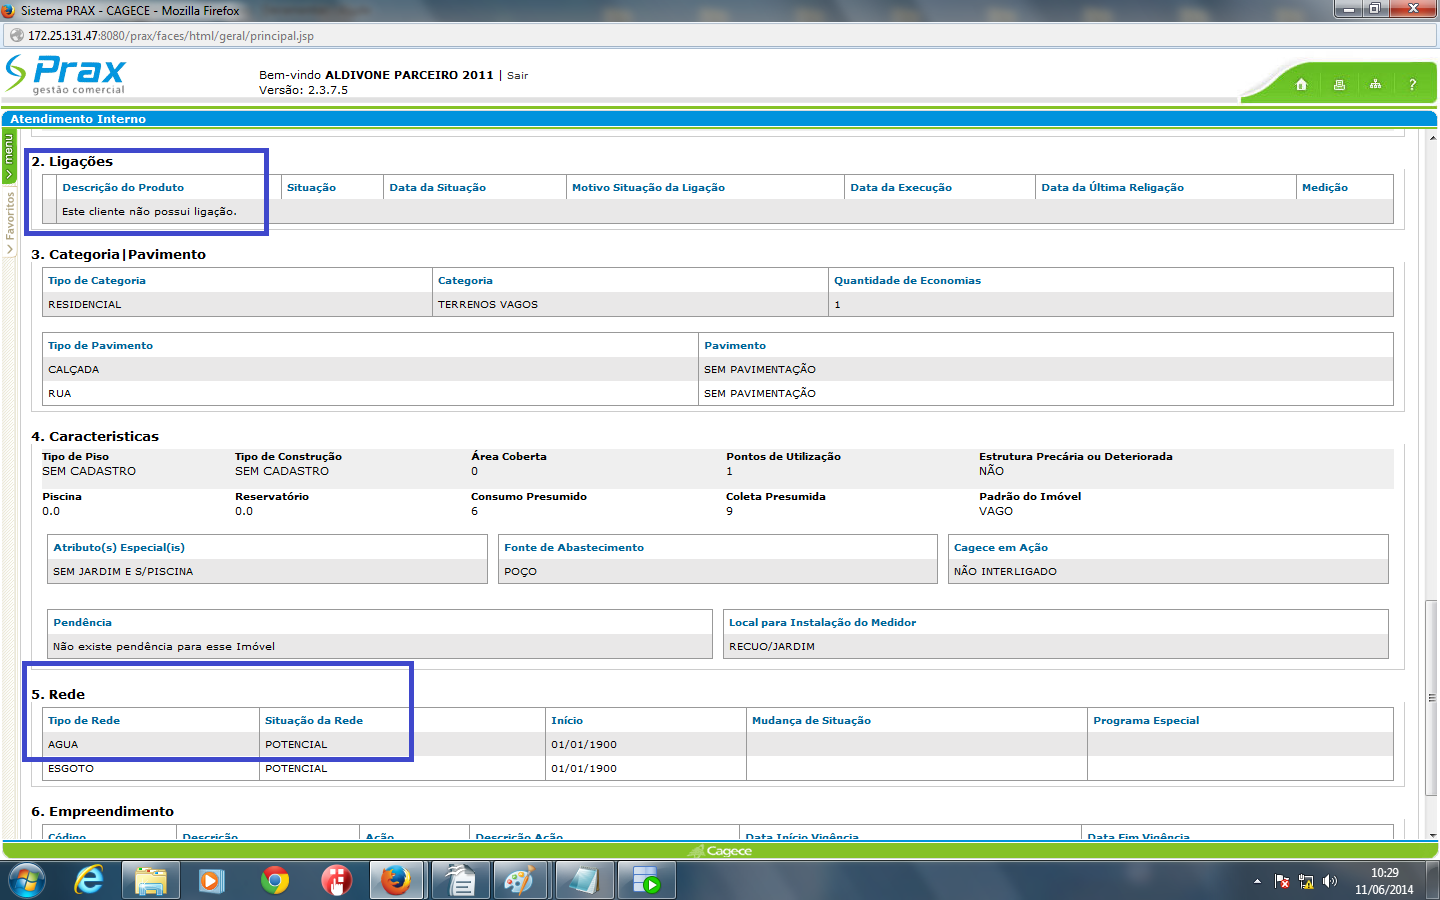 Sistema PRAX - CAGECE - Mozilla Firefox
172.25.131.47:8080/prax/faces/html/geral/principal.jsp
Prax
gestão comercial
Bem-vindo ALDIVONE PARCEIRO 2011 | Sair
Versão: 2.3.7.5
?
Atendimento Interno
menu
Favoritos
2. Ligações
Descrição do Produto Situação Data da Situação Motivo Situação da Ligação Data da Execução Data da Última Religação Medição
Este cliente não possui ligação.
3. Categoria|Pavimento
Tipo de Categoria Categoria Quantidade de Economias
RESIDENCIAL TERRENOS VAGOS 1
Tipo de Pavimento Pavimento
CALÇADA SEM PAVIMENTAÇÃO
RUA SEM PAVIMENTAÇÃO
4. Caracteristicas
Tipo de Piso Tipo de Construção Área Coberta Pontos de Utilização Estrutura Precária ou Deteriorada
SEM CADASTRO SEM CADASTRO 0 1 NÃO
Piscina Reservatório Consumo Presumido Coleta Presumida Padrão do Imóvel
0.0 0.0 6 9 VAGO
Atributo(s) Especial(is) Fonte de Abastecimento Cagece em Ação
SEM JARDIM E S/PISCINA POÇO NÃO INTERLIGADO
Pendência Local para Instalação do Medidor
Não existe pendência para esse Imóvel RECUO/JARDIM
5. Rede
Tipo de Rede Situação da Rede Início Mudança de Situação Programa Especial
AGUA POTENCIAL 01/01/1900
ESGOTO POTENCIAL 01/01/1900
6. Empreendimento
Código Descrição Ação Descrição Ação Data Início Vigência Data Fim Vigência
Cagece
10:29
11/06/2014